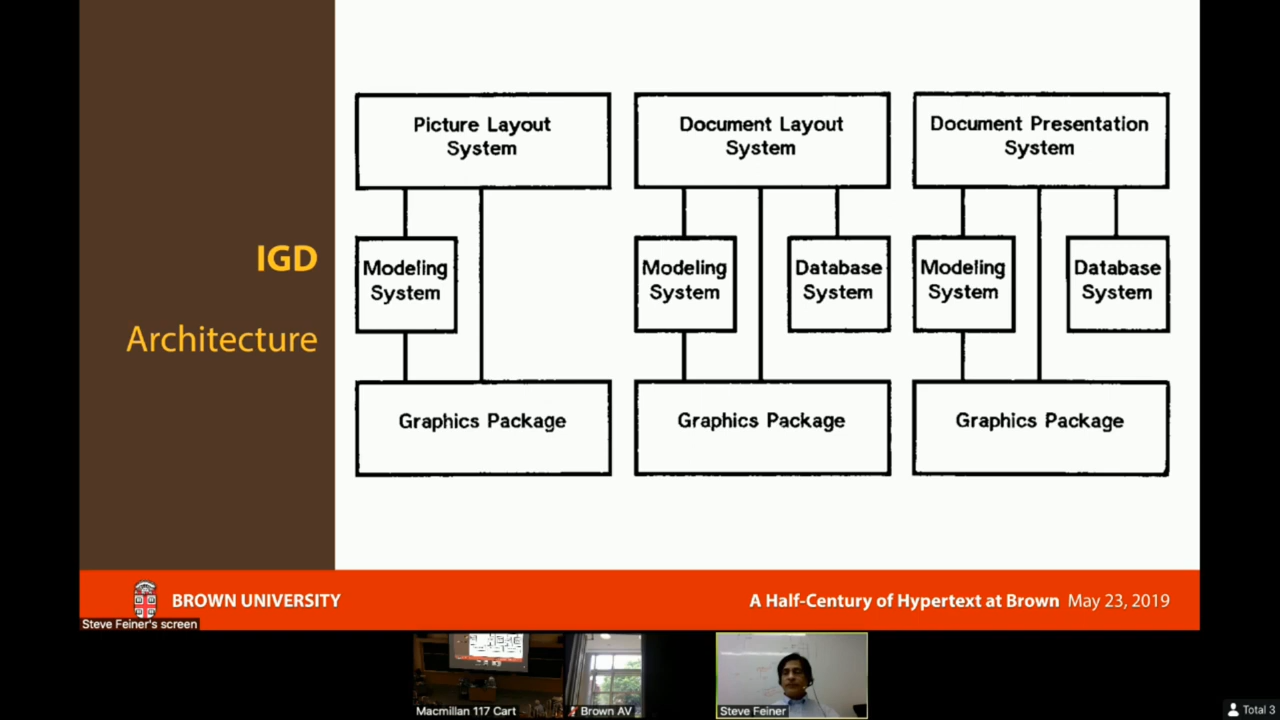 IGD
Architecture
Picture Layout
System
Document Layout
System
Document Presentation
System
Modeling
System
Modeling
System
Database
System
Modeling
System
Database
System
Graphics Package
Graphics Package
Graphics Package
BROWN UNIVERSITY
A Half-Century of Hypertext at Brown May 23, 2019
Steve Feiner's screen
Macmillan 117 Cart
Brown AV
Steve Feiner
Total 3